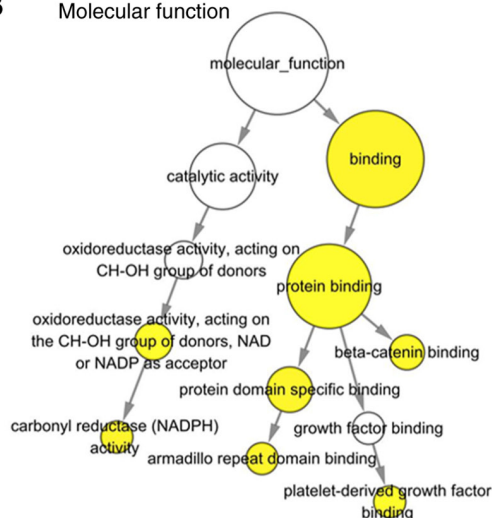 Molecular function
molecular_function
binding
catalytic activity
oxidoreductase activity, acting on
CH-OH group of donors
protein binding
oxidoreductase activity, acting on
the CH-OH group of donors, NAD
or NADP as acceptor
beta-catenin binding
protein domain specific binding
carbonyl reductase (NADPH)
activity
growth factor binding
armadillo repeat domain binding
platelet-derived growth factor
binding